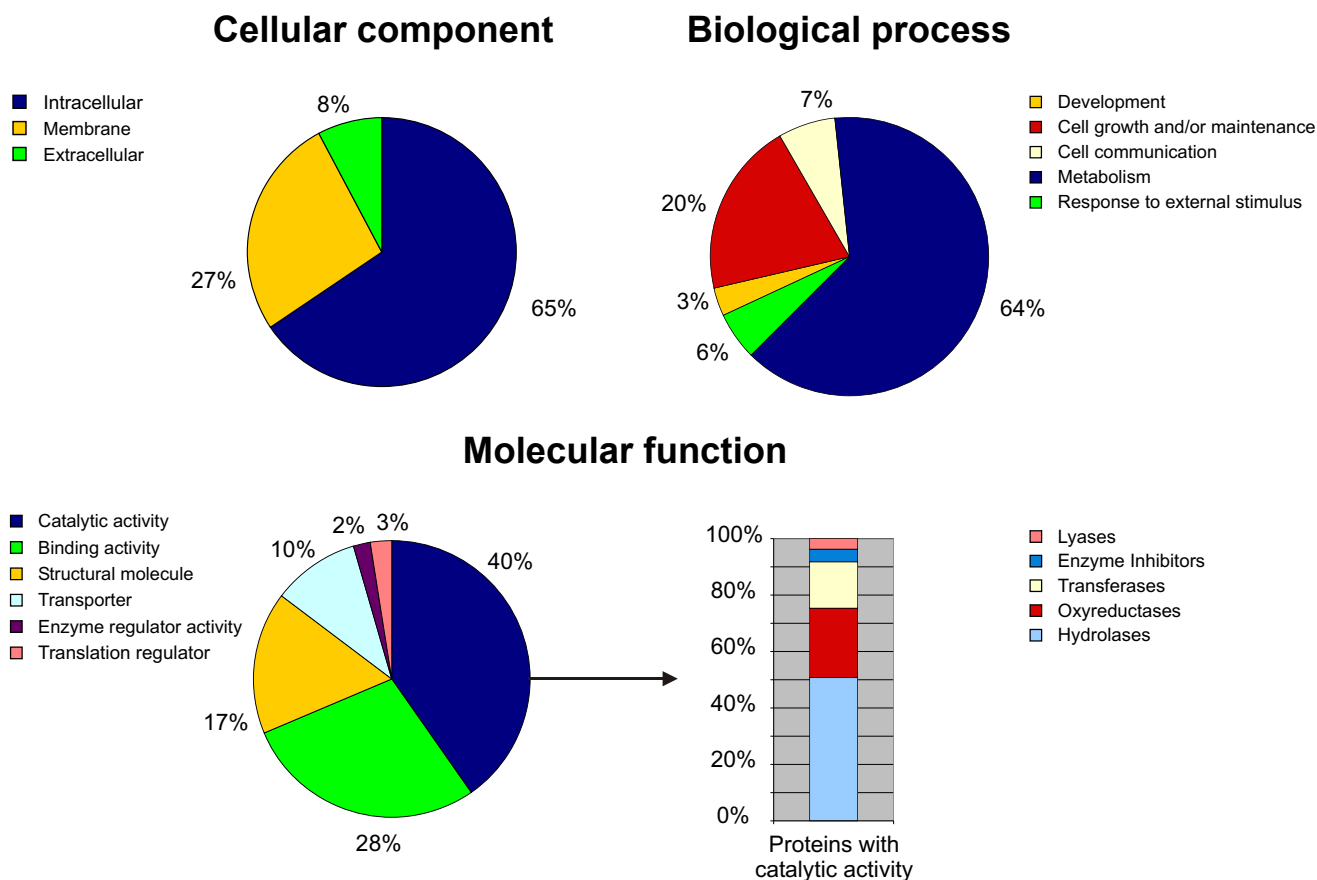 Cellular component
Biological process
Intracellular
Membrane
Extracellular
8%
27%
65%
7%
20%
3%
6%
64%
Development
Cell growth and/or maintenance
Cell communication
Metabolism
Response to external stimulus
Molecular function
Catalytic activity
Binding activity
Structural molecule
Transporter
Enzyme regulator activity
Translation regulator
2%
3%
10%
40%
17%
28%
100%
80%
60%
40%
20%
0%
Proteins with
catalytic activity
Lyases
Enzyme Inhibitors
Transferases
Oxyreductases
Hydrolases